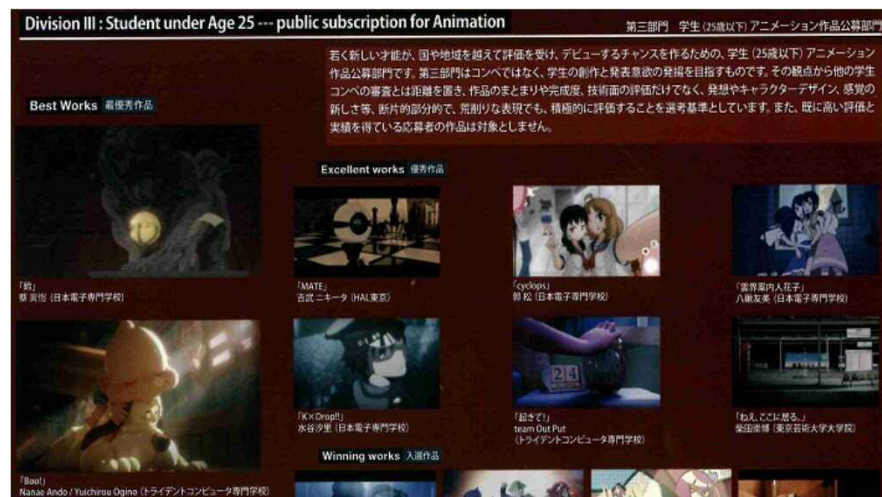 Division III : Student under Age 25 --- public subscription for Animation
第三部門 学生(25歳以下)アニメーション作品公募部門
若く新しい才能が、国や地域を越えて評価を受け、デビューするチャンスを作るための、学生(25歳以下)アニメーション
作品公募部門です。第三部門はコンペではなく、学生の創作と発表意欲の発揚を目指すものです。その観点から他の学生
コンペの審査とは距離を置き、作品のまとまりや完成度、技術面の評価だけでなく、発想やキャラクターデザイン、感覚の
新しさ等、断片的部分的で、荒削りな表現でも、積極的に評価することを選考基準としています。また、既に高い評価と
実績を得ている応募者の作品は対象としません。
Best Works 最優秀作品
「鈴」
(日本電子専門学校)
「Boo!」
Nanae Ando / Yuichirou Ogino (トライデントコンピュータ専門学校)
Excellent works 優秀作品
「MATE」
吉武 ニキータ (HAL東京)
「cyclops」
郭 松 (日本電子専門学校)
「霊界案内人花子」
八鍬友美 (日本電子専門学校)
「K×Drop!!」
水谷汐里 (日本電子専門学校)
24
「起きて!」
team Out Put
(トライデントコンピュータ専門学校)
「ねえ、ここに居る。」
柴田崇博 (東京芸術大学大学院)
Winning works 入選作品